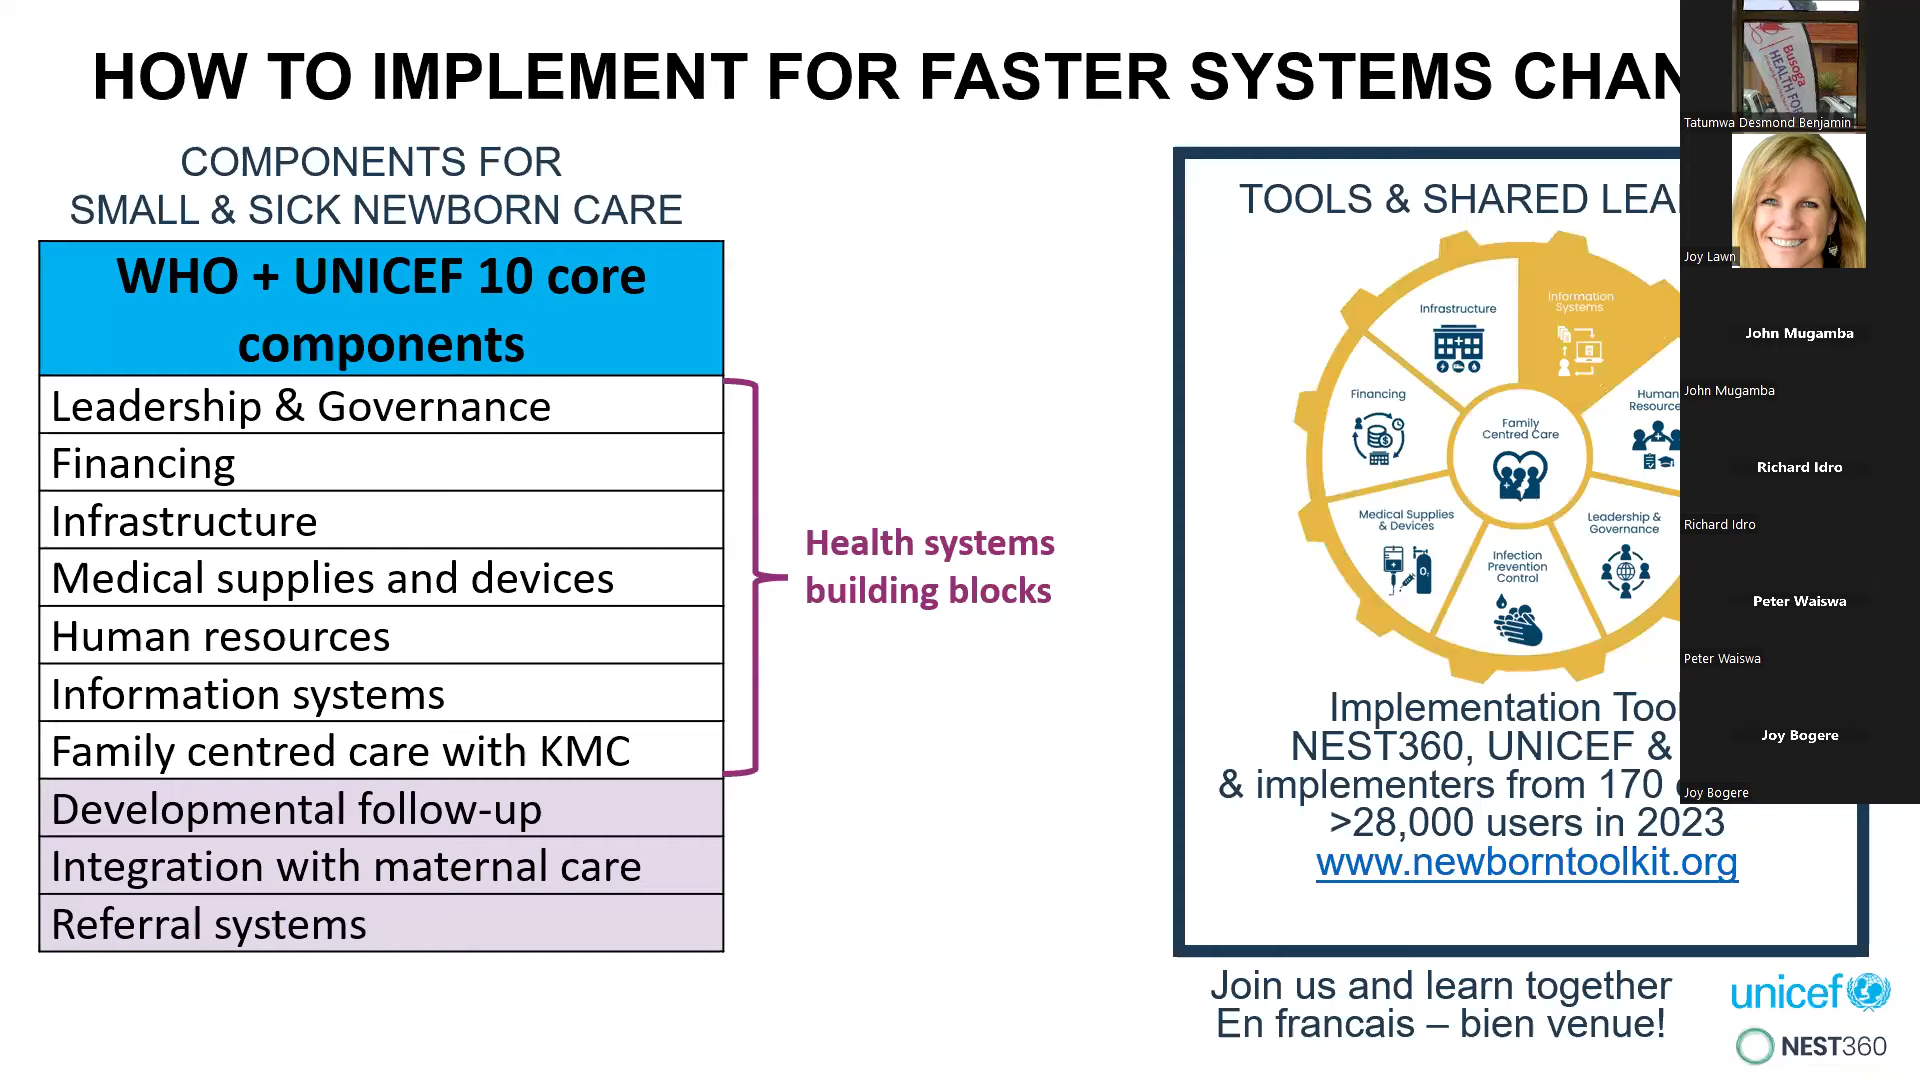 HOW TO IMPLEMENT FOR FASTER SYSTEMS CHAN
COMPONENTS FOR
SMALL & SICK NEWBORN CARE
WHO + UNICEF 10 core
components
Leadership & Governance
Financing
Infrastructure
Medical supplies and devices
Human resources
Information systems
Family centred care with KMC
Developmental follow-up
Integration with maternal care
Referral systems
Health systems
building blocks
TOOLS & SHARED LEA
Infrastructure
Information
Systems
Financing
Human
Resource
Family
Centred Care
Medical Supplies
& Devices
Leadership &
Governance
Infection
Prevention
Control
O₂
Implementation Tool
NEST360, UNICEF &
& implementers from 170
>28,000 users in 2023
www.newborntoolkit.org
Join us and learn together
En francais – bien venue!
unicef
NEST360
Busoga
HEALTH FOR
Tatumwa Desmond Benjamin
Joy Lawn
John Mugamba
John Mugamba
Richard Idro
Richard Idro
Peter Waiswa
Peter Waiswa
Joy Bogere
Joy Bogere